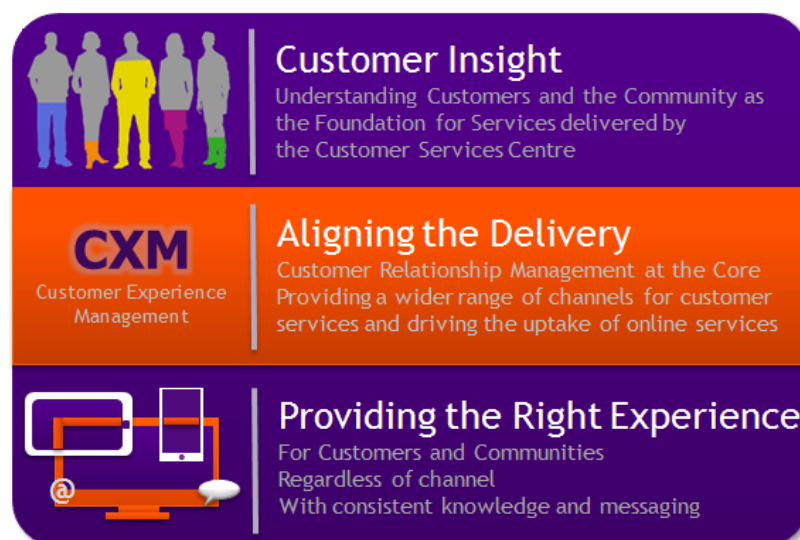 Customer Insight
Understanding Customers and the Community as
the Foundation for Services delivered by
the Customer Services Centre
CXM
Customer Experience
Management
Aligning the Delivery
Customer Relationship Management at the Core
Providing a wider range of channels for customer
services and driving the uptake of online services
@
Providing the Right Experience
For Customers and Communities
Regardless of channel
With consistent knowledge and messaging